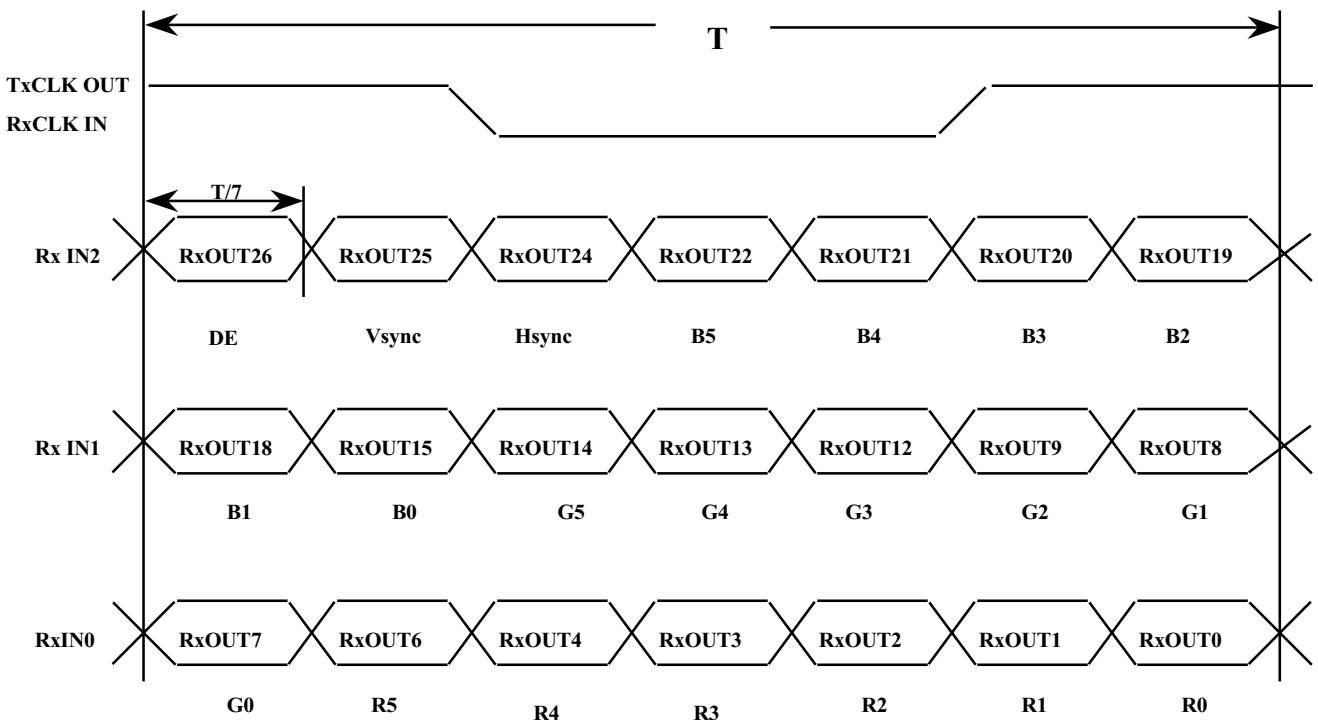 T
TxCLK OUT
RxCLK IN
T/7
Rx IN2 RxOUT26 RxOUT25 RxOUT24 RxOUT22 RxOUT21 RxOUT20 RxOUT19
DE Vsync Hsync B5 B4 B3 B2
Rx IN1 RxOUT18 RxOUT15 RxOUT14 RxOUT13 RxOUT12 RxOUT9 RxOUT8
B1 B0 G5 G4 G3 G2 G1
RxIN0 RxOUT7 RxOUT6 RxOUT4 RxOUT3 RxOUT2 RxOUT1 RxOUT0
G0 R5 R4 R3 R2 R1 R0